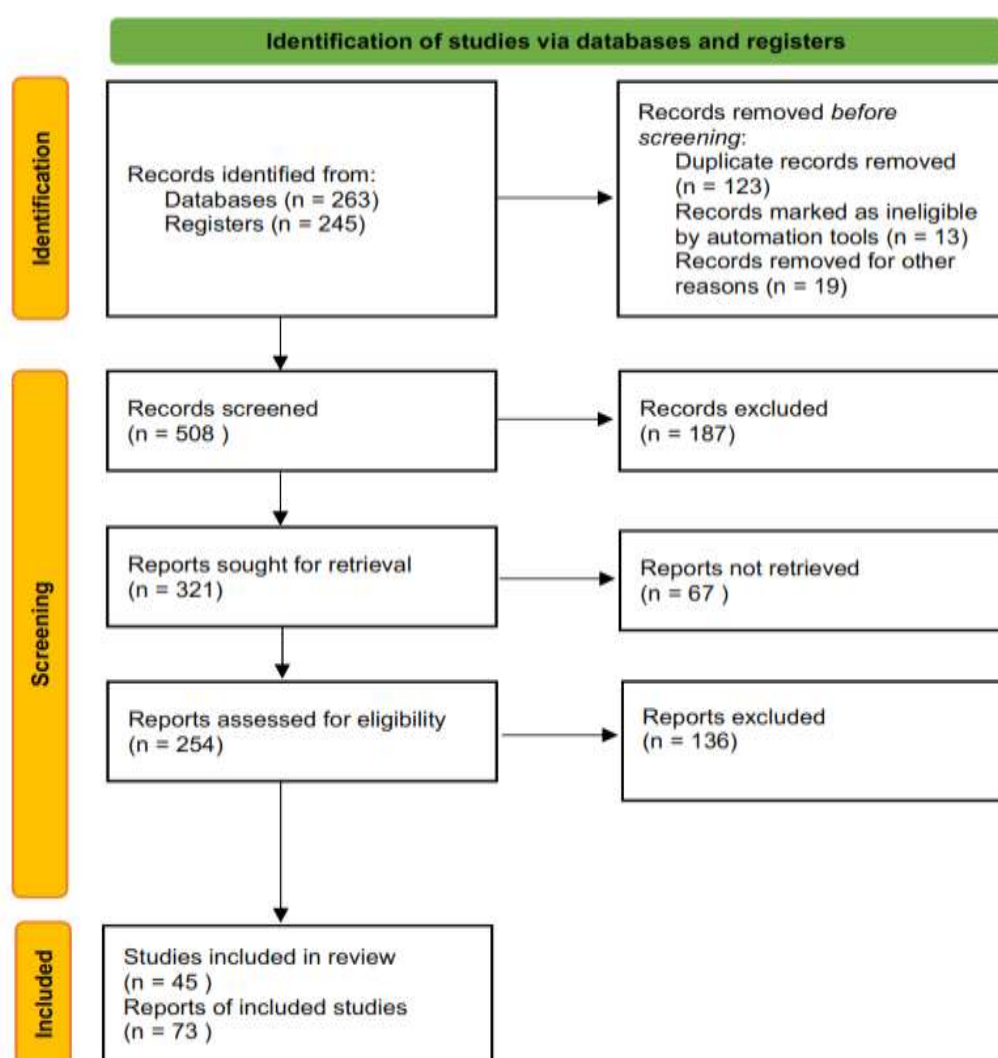 Identification of studies via databases and registers
Identification
Records identified from:
Databases (n = 263)
Registers (n = 245)
Records removed before
screening:
Duplicate records removed
(n = 123)
Records marked as ineligible
by automation tools (n = 13)
Records removed for other
reasons (n = 19)
Screening
Records screened
(n = 508 )
Records excluded
(n = 187)
Reports sought for retrieval
(n = 321)
Reports not retrieved
(n = 67 )
Reports assessed for eligibility
(n = 254)
Reports excluded
(n = 136)
Included
Studies included in review
(n = 45 )
Reports of included studies
(n = 73 )